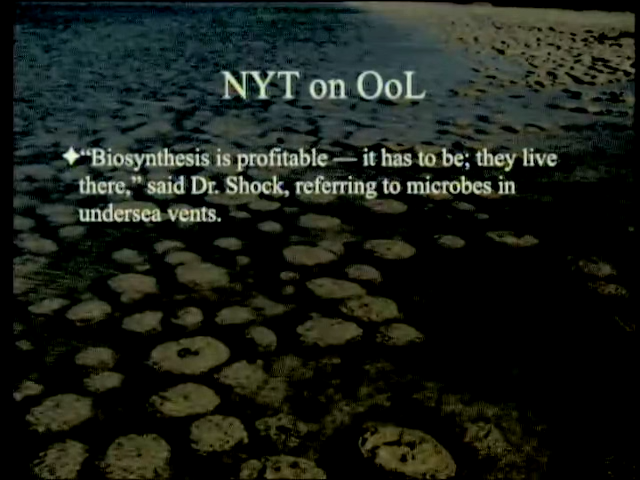 NYT on OoL
✦“Biosynthesis is profitable — it has to be; they live
there,” said Dr. Shock, referring to microbes in
undersea vents.